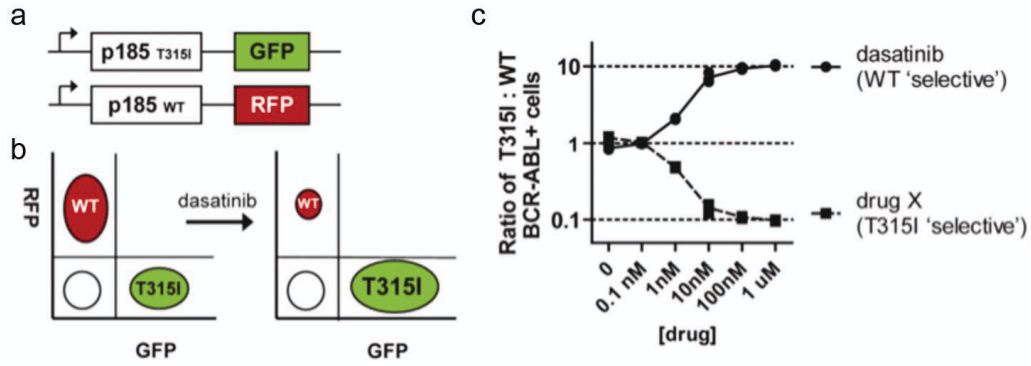 a
p185 T315I
GFP
p185 WT
RFP
b
RFP
WT
T315I
GFP
dasatinib
WT
T315I
GFP
c
Ratio of T315I : WT
BCR-ABL+ cells
10
1
0.1
0
0.1 nM
1nM
10nM
100nM
1 uM
[drug]
dasatinib
(WT ‘selective’)
drug X
(T315I ‘selective’)